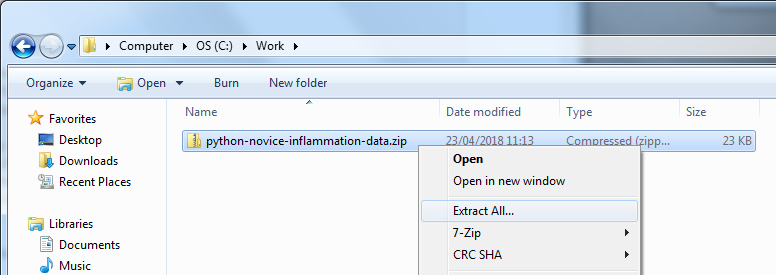 Computer ▸ OS (C:) ▸ Work ▸
Organize ▾ Open ▾ Burn New folder
Name Date modified Type Size
Favorites
Desktop
Downloads
Recent Places
Libraries
Documents
Music
python-novice-inflammation-data.zip 23/04/2018 11:13 Compressed (zipp... 23 KB
Open
Open in new window
Extract All...
7-Zip
CRC SHA